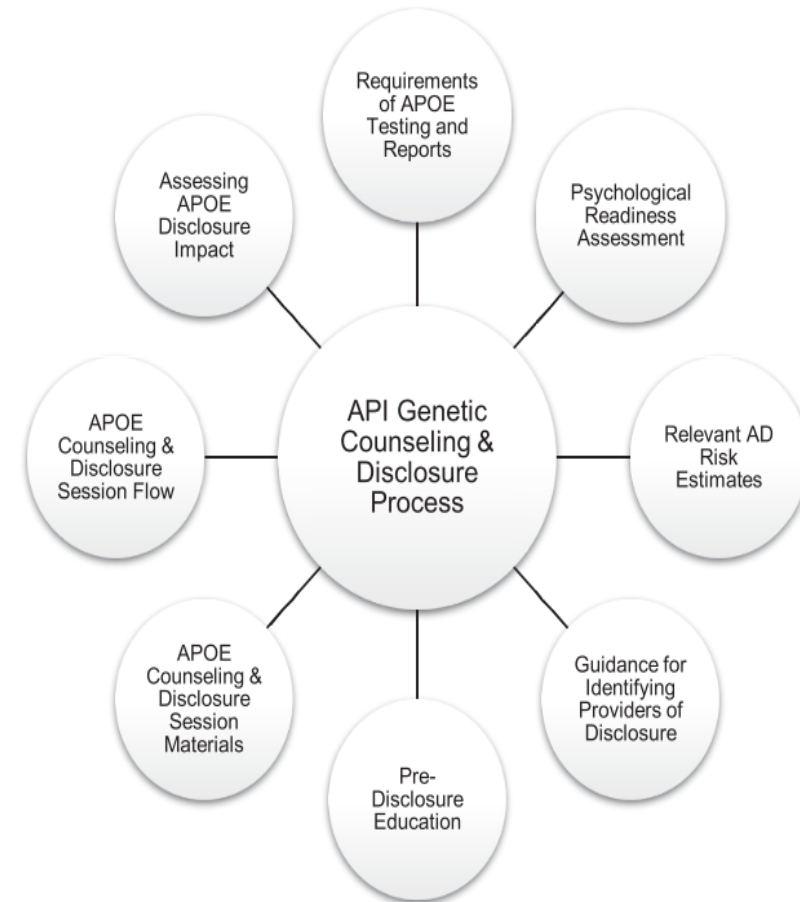 Requirements
of APOE
Testing and
Reports
Psychological
Readiness
Assessment
Relevant AD
Risk
Estimates
Guidance for
Identifying
Providers of
Disclosure
Pre-
Disclosure
Education
APOE
Counseling &
Disclosure
Session
Materials
APOE
Counseling &
Disclosure
Session Flow
Assessing
APOE
Disclosure
Impact
API Genetic
Counseling &
Disclosure
Process